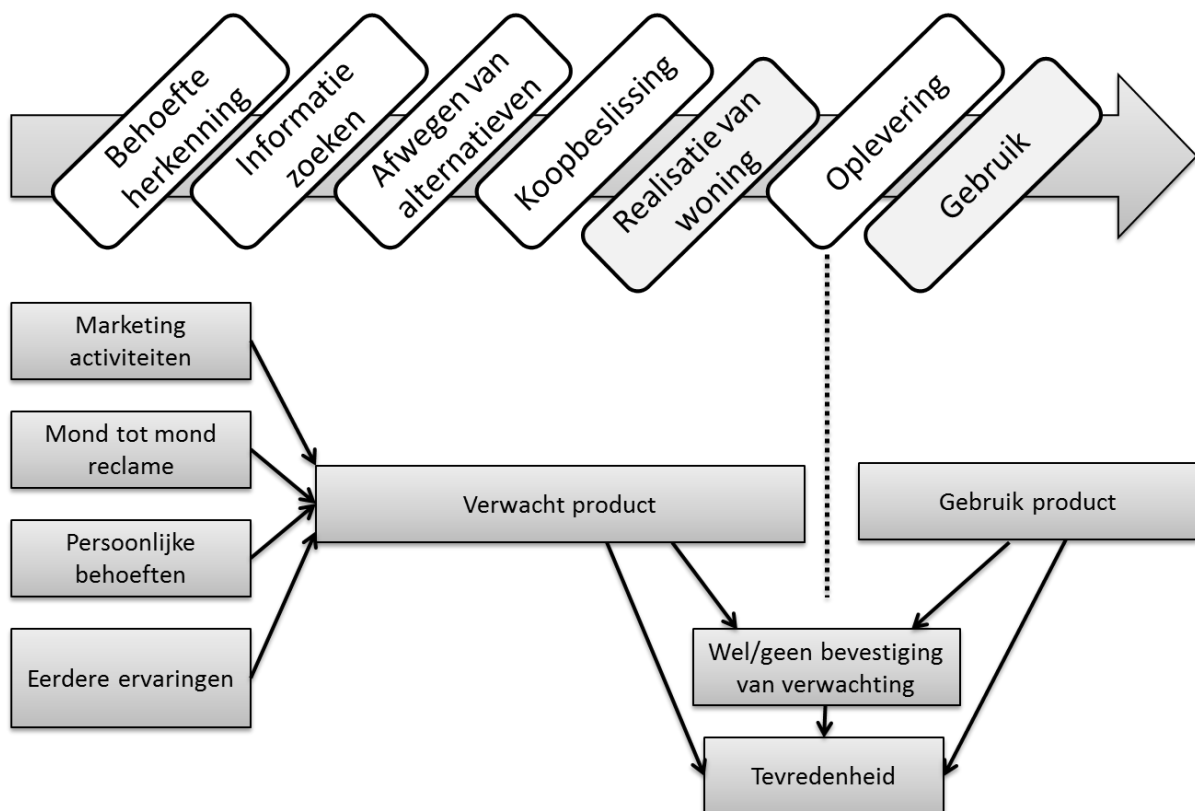 Behoefte
herkenning
Informatie
zoeken
Afwegen van
alternatieven
Koopbeslissing
Realisatie van
woning
Oplevering
Gebruik
Marketing
activiteiten
Mond tot mond
reclame
Persoonlijke
behoeften
Eerdere ervaringen
Verwacht product
Gebruik product
Wel/geen bevestiging
van verwachting
Tevredenheid